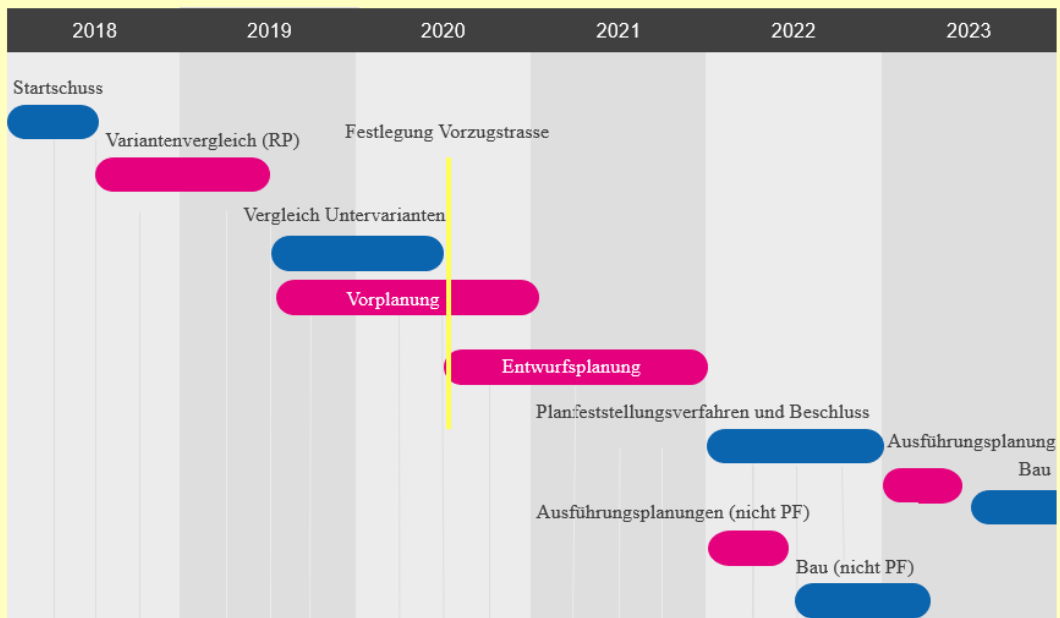 2018 2019 2020 2021 2022 2023
Startschuss
Variantenvergleich (RP)
Festlegung Vorzugstrasse
Vergleich Untervarianten
Vorplanung
Entwurfsplanung
Planfeststellungsverfahren und Beschluss
Ausführungsplanung
Bau
Ausführungsplanungen (nicht PF)
Bau (nicht PF)